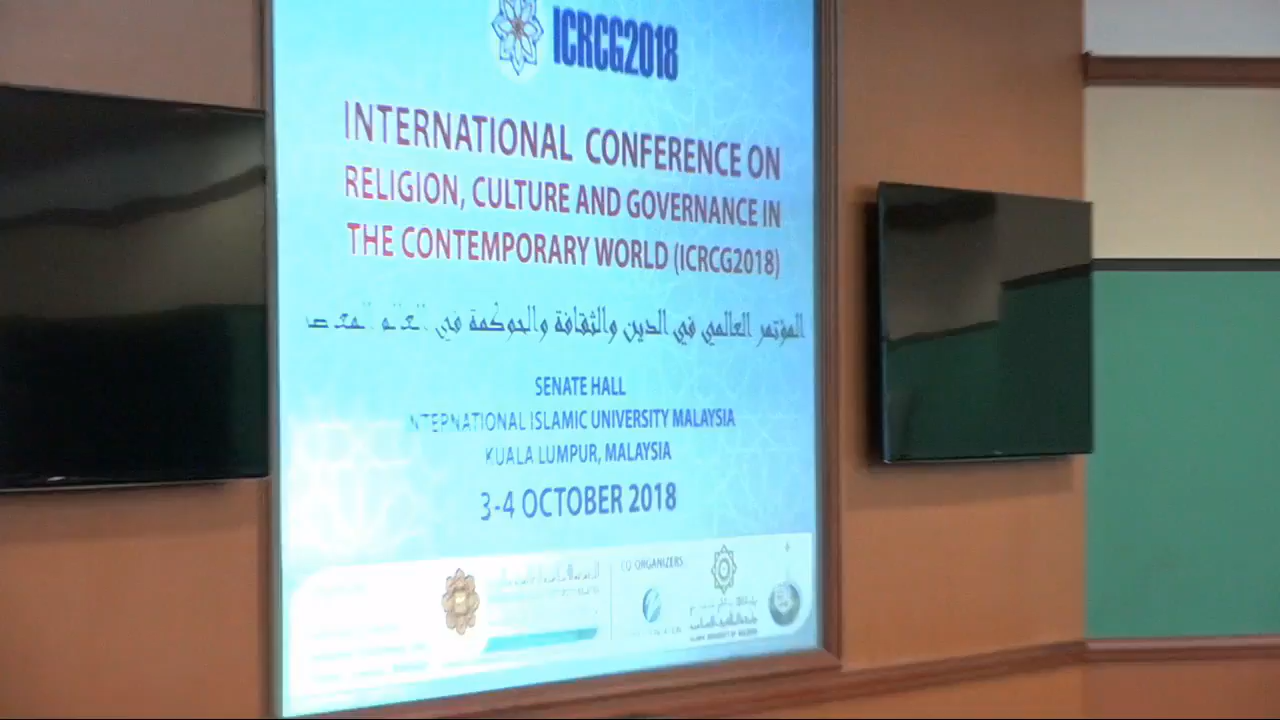 ICRCG2018
INTERNATIONAL CONFERENCE ON
RELIGION, CULTURE AND GOVERNANCE IN
THE CONTEMPORARY WORLD (ICRCG2018)
المؤتمر العالمي في الدين والثقافة والحوكمة في
SENATE HALL
INTERNATIONAL ISLAMIC UNIVERSITY MALAYSIA
KUALA LUMPUR, MALAYSIA
3-4 OCTOBER 2018
CO ORGANIZERS